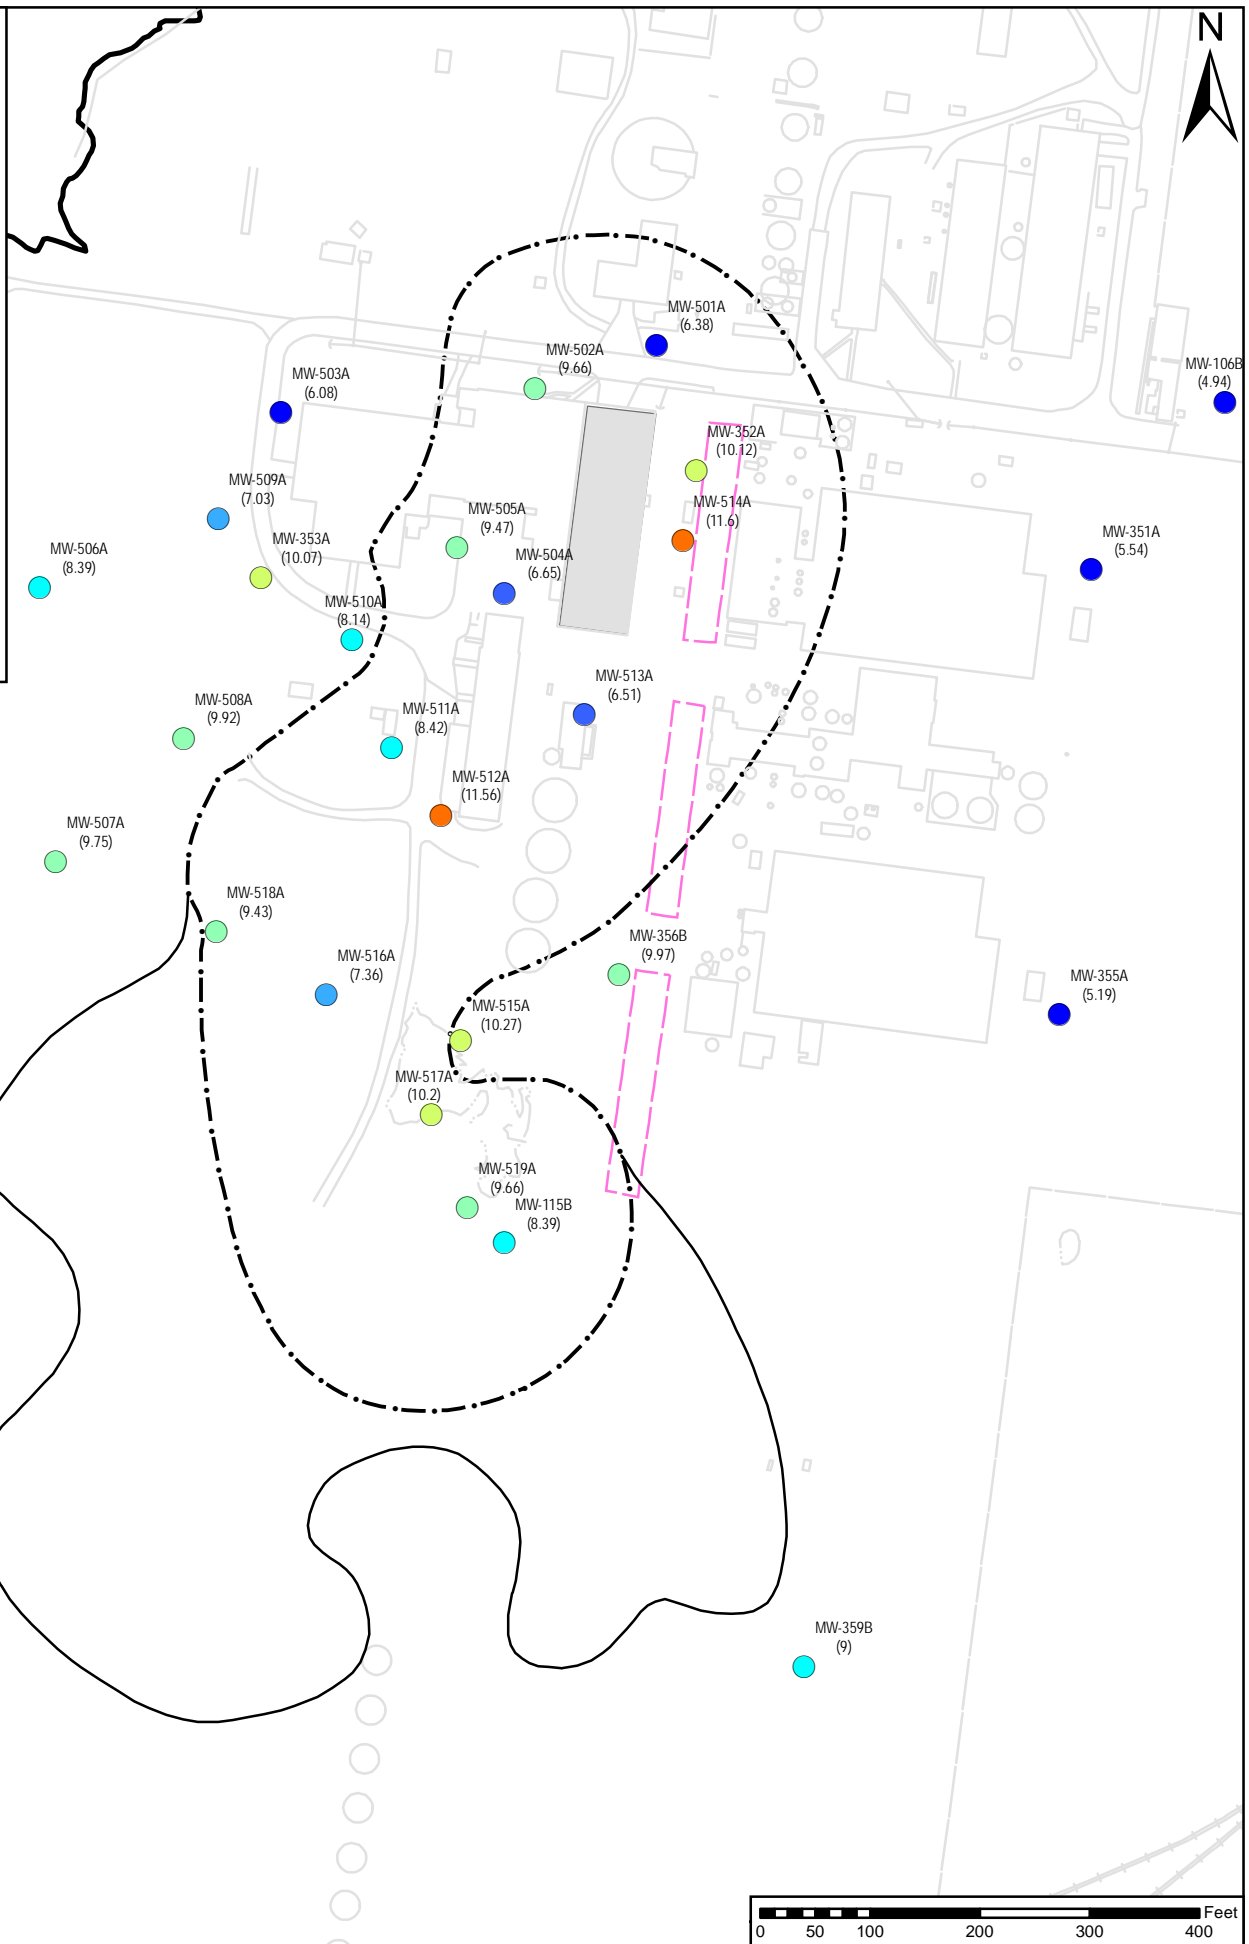 N
MW-501A
(6.38)
MW-502A
(9.66)
MW-106B
(4.94)
MW-503A
(6.08)
MW-352A
(10.12)
MW-509A
(7.03)
MW-514A
(11.6)
MW-505A
(9.47)
MW-351A
(5.54)
MW-353A
(10.07)
MW-506A
(8.39)
MW-504A
(6.65)
MW-510A
(8.14)
MW-513A
(6.51)
MW-508A
(9.92)
MW-511A
(8.42)
MW-512A
(11.56)
MW-507A
(9.75)
MW-518A
(9.43)
MW-356B
(9.97)
MW-516A
(7.36)
MW-355A
(5.19)
MW-515A
(10.27)
MW-517A
(10.2)
MW-519A
(9.66)
MW-115B
(8.39)
MW-359B
(9)
Feet
0 50 100 200 300 400